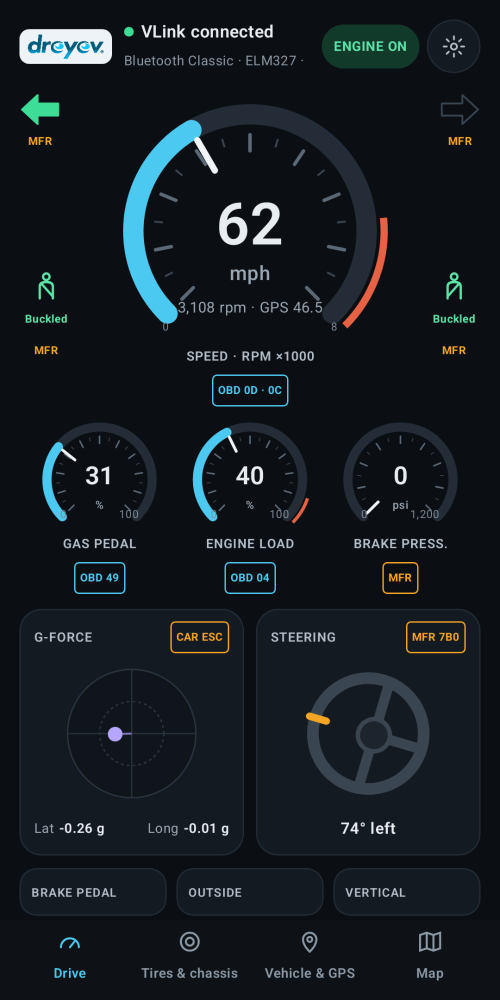 droyov.
VLink connected
Bluetooth Classic · ELM327 ·
ENGINE ON
MFR
MFR
62
mph
3,108 rpm · GPS 46.5
0
8
SPEED · RPM ×1000
OBD 0D · 0C
Buckled
MFR
Buckled
MFR
31
%
0
100
GAS PEDAL
OBD 49
40
%
0
100
ENGINE LOAD
OBD 04
0
psi
0
1,200
BRAKE PRESS.
MFR
G-FORCE
CAR ESC
Lat -0.26 g
Long -0.01 g
STEERING
MFR 7B0
74° left
BRAKE PEDAL
OUTSIDE
VERTICAL
Drive
Tires & chassis
Vehicle & GPS
Map